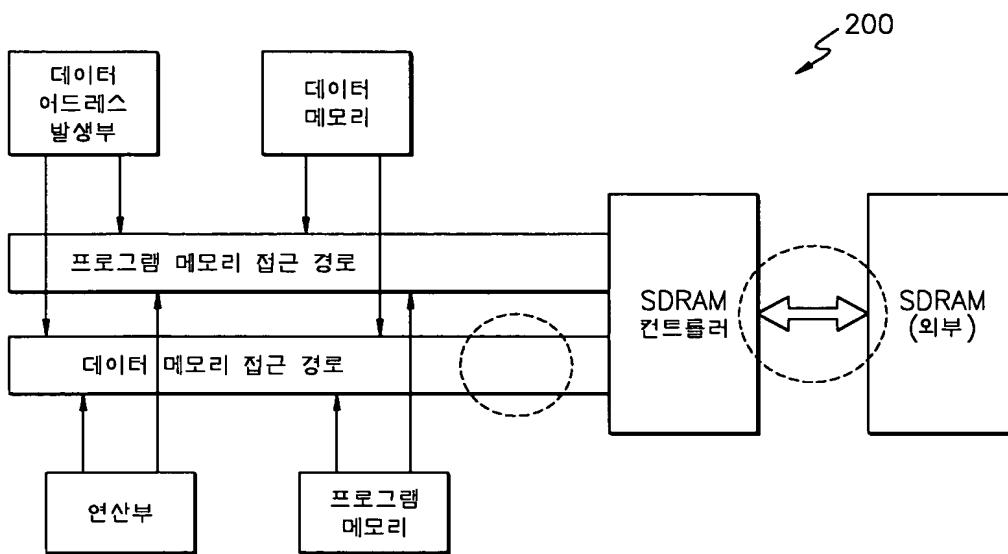 200
데이터
어드레스
발생부
데이터
메모리
프로그램 메모리 접근 경로
데이터 메모리 접근 경로
SDRAM
컨트롤러
SDRAM
(외부)
연산부
프로그램
메모리